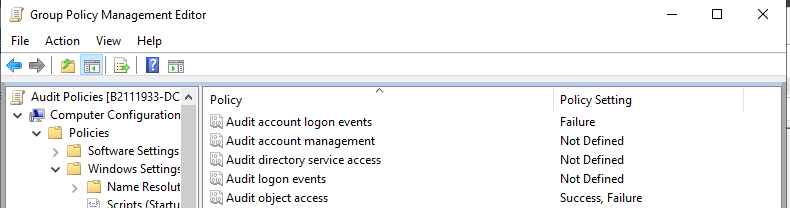 Group Policy Management Editor
File Action View Help
Audit Policies [B2111933-DC
Computer Configuration
Policies
Software Settings
Windows Settings
Name Resolut
Scripts (Startu
Policy Policy Setting
Audit account logon events Failure
Audit account management Not Defined
Audit directory service access Not Defined
Audit logon events Not Defined
Audit object access Success, Failure